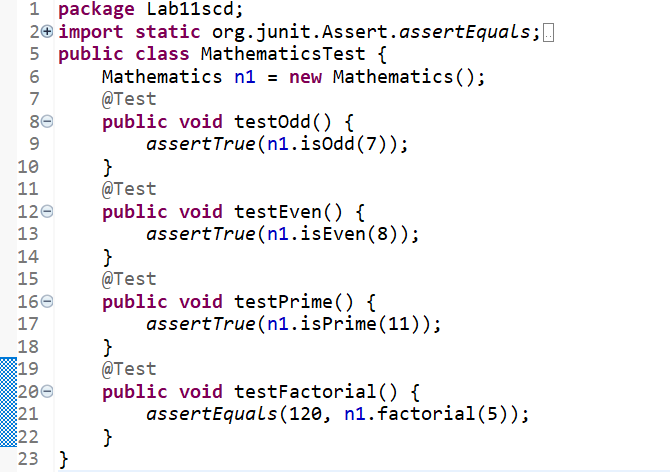 1 package Lab11scd;
2 import static org.junit.Assert.assertEquals;
5 public class MathematicsTest {
6     Mathematics n1 = new Mathematics();
7     @Test
8     public void testOdd() {
9         assertTrue(n1.isOdd(7));
10     }
11     @Test
12     public void testEven() {
13         assertTrue(n1.isEven(8));
14     }
15     @Test
16     public void testPrime() {
17         assertTrue(n1.isPrime(11));
18     }
19     @Test
20     public void testFactorial() {
21         assertEquals(120, n1.factorial(5));
22     }
23 }